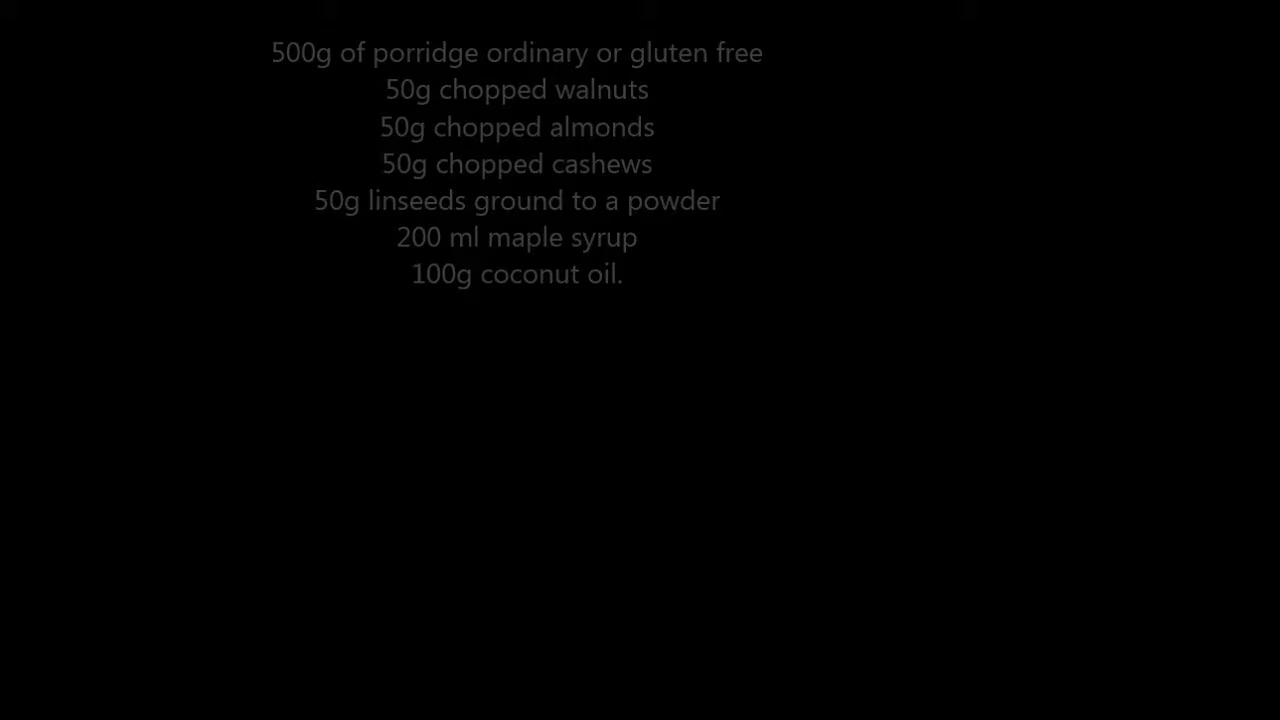 500g of porridge ordinary or gluten free
50g chopped walnuts
50g chopped almonds
50g chopped cashews
50g linseeds ground to a powder
200 ml maple syrup
100g coconut oil.